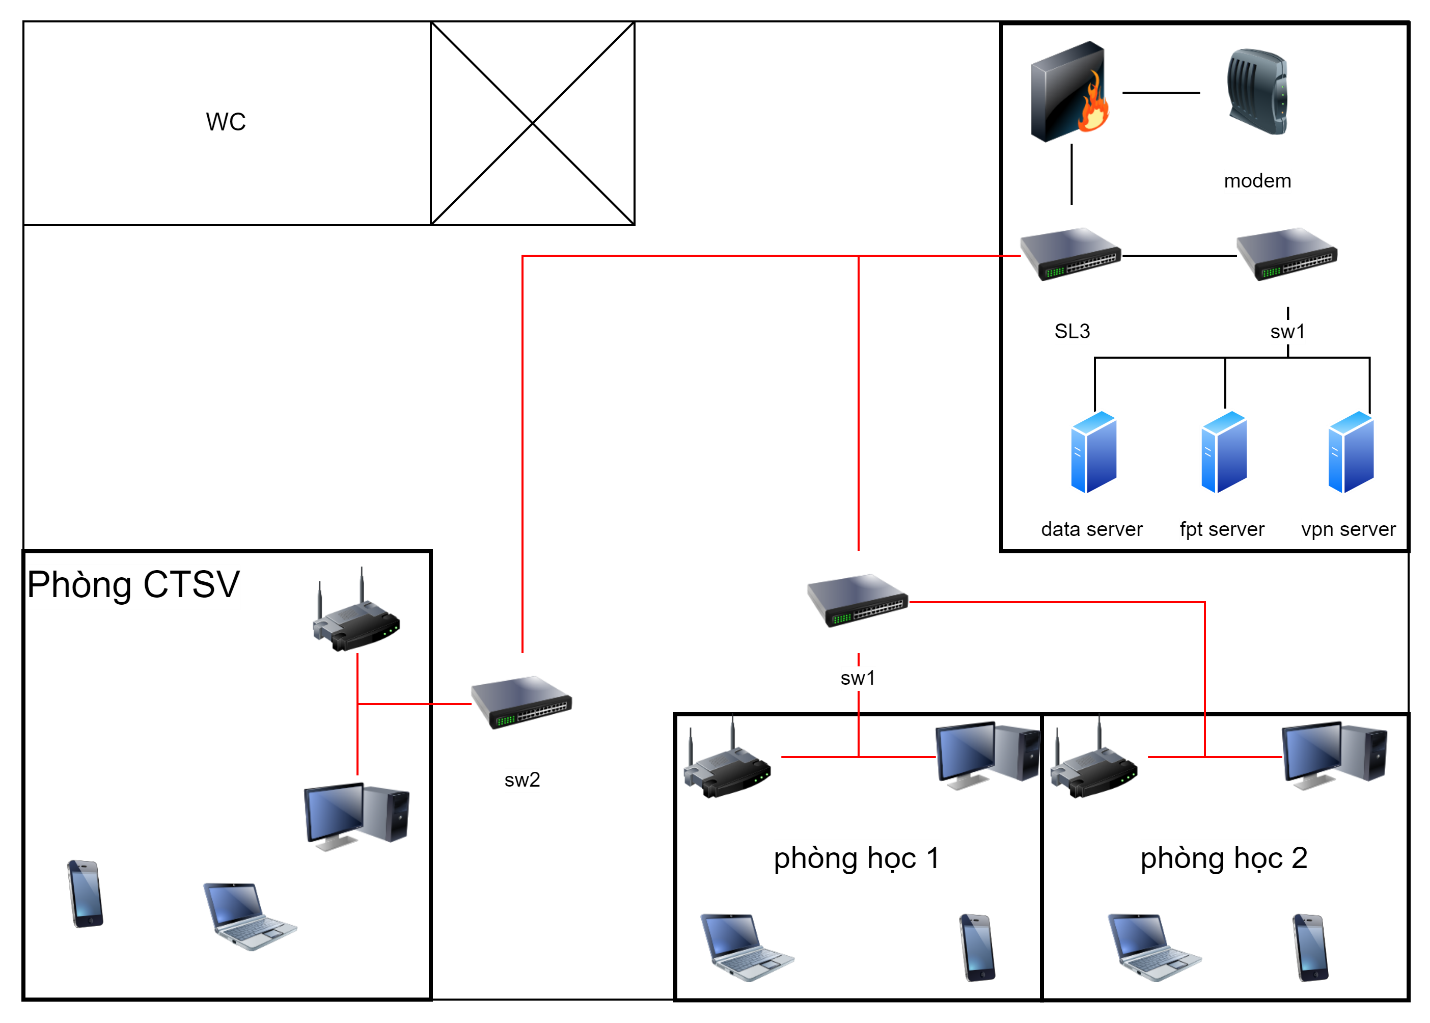 WC
modem
SL3
sw1
data server
fpt server
vpn server
Phòng CTSV
sw1
sw2
phòng học 1
phòng học 2